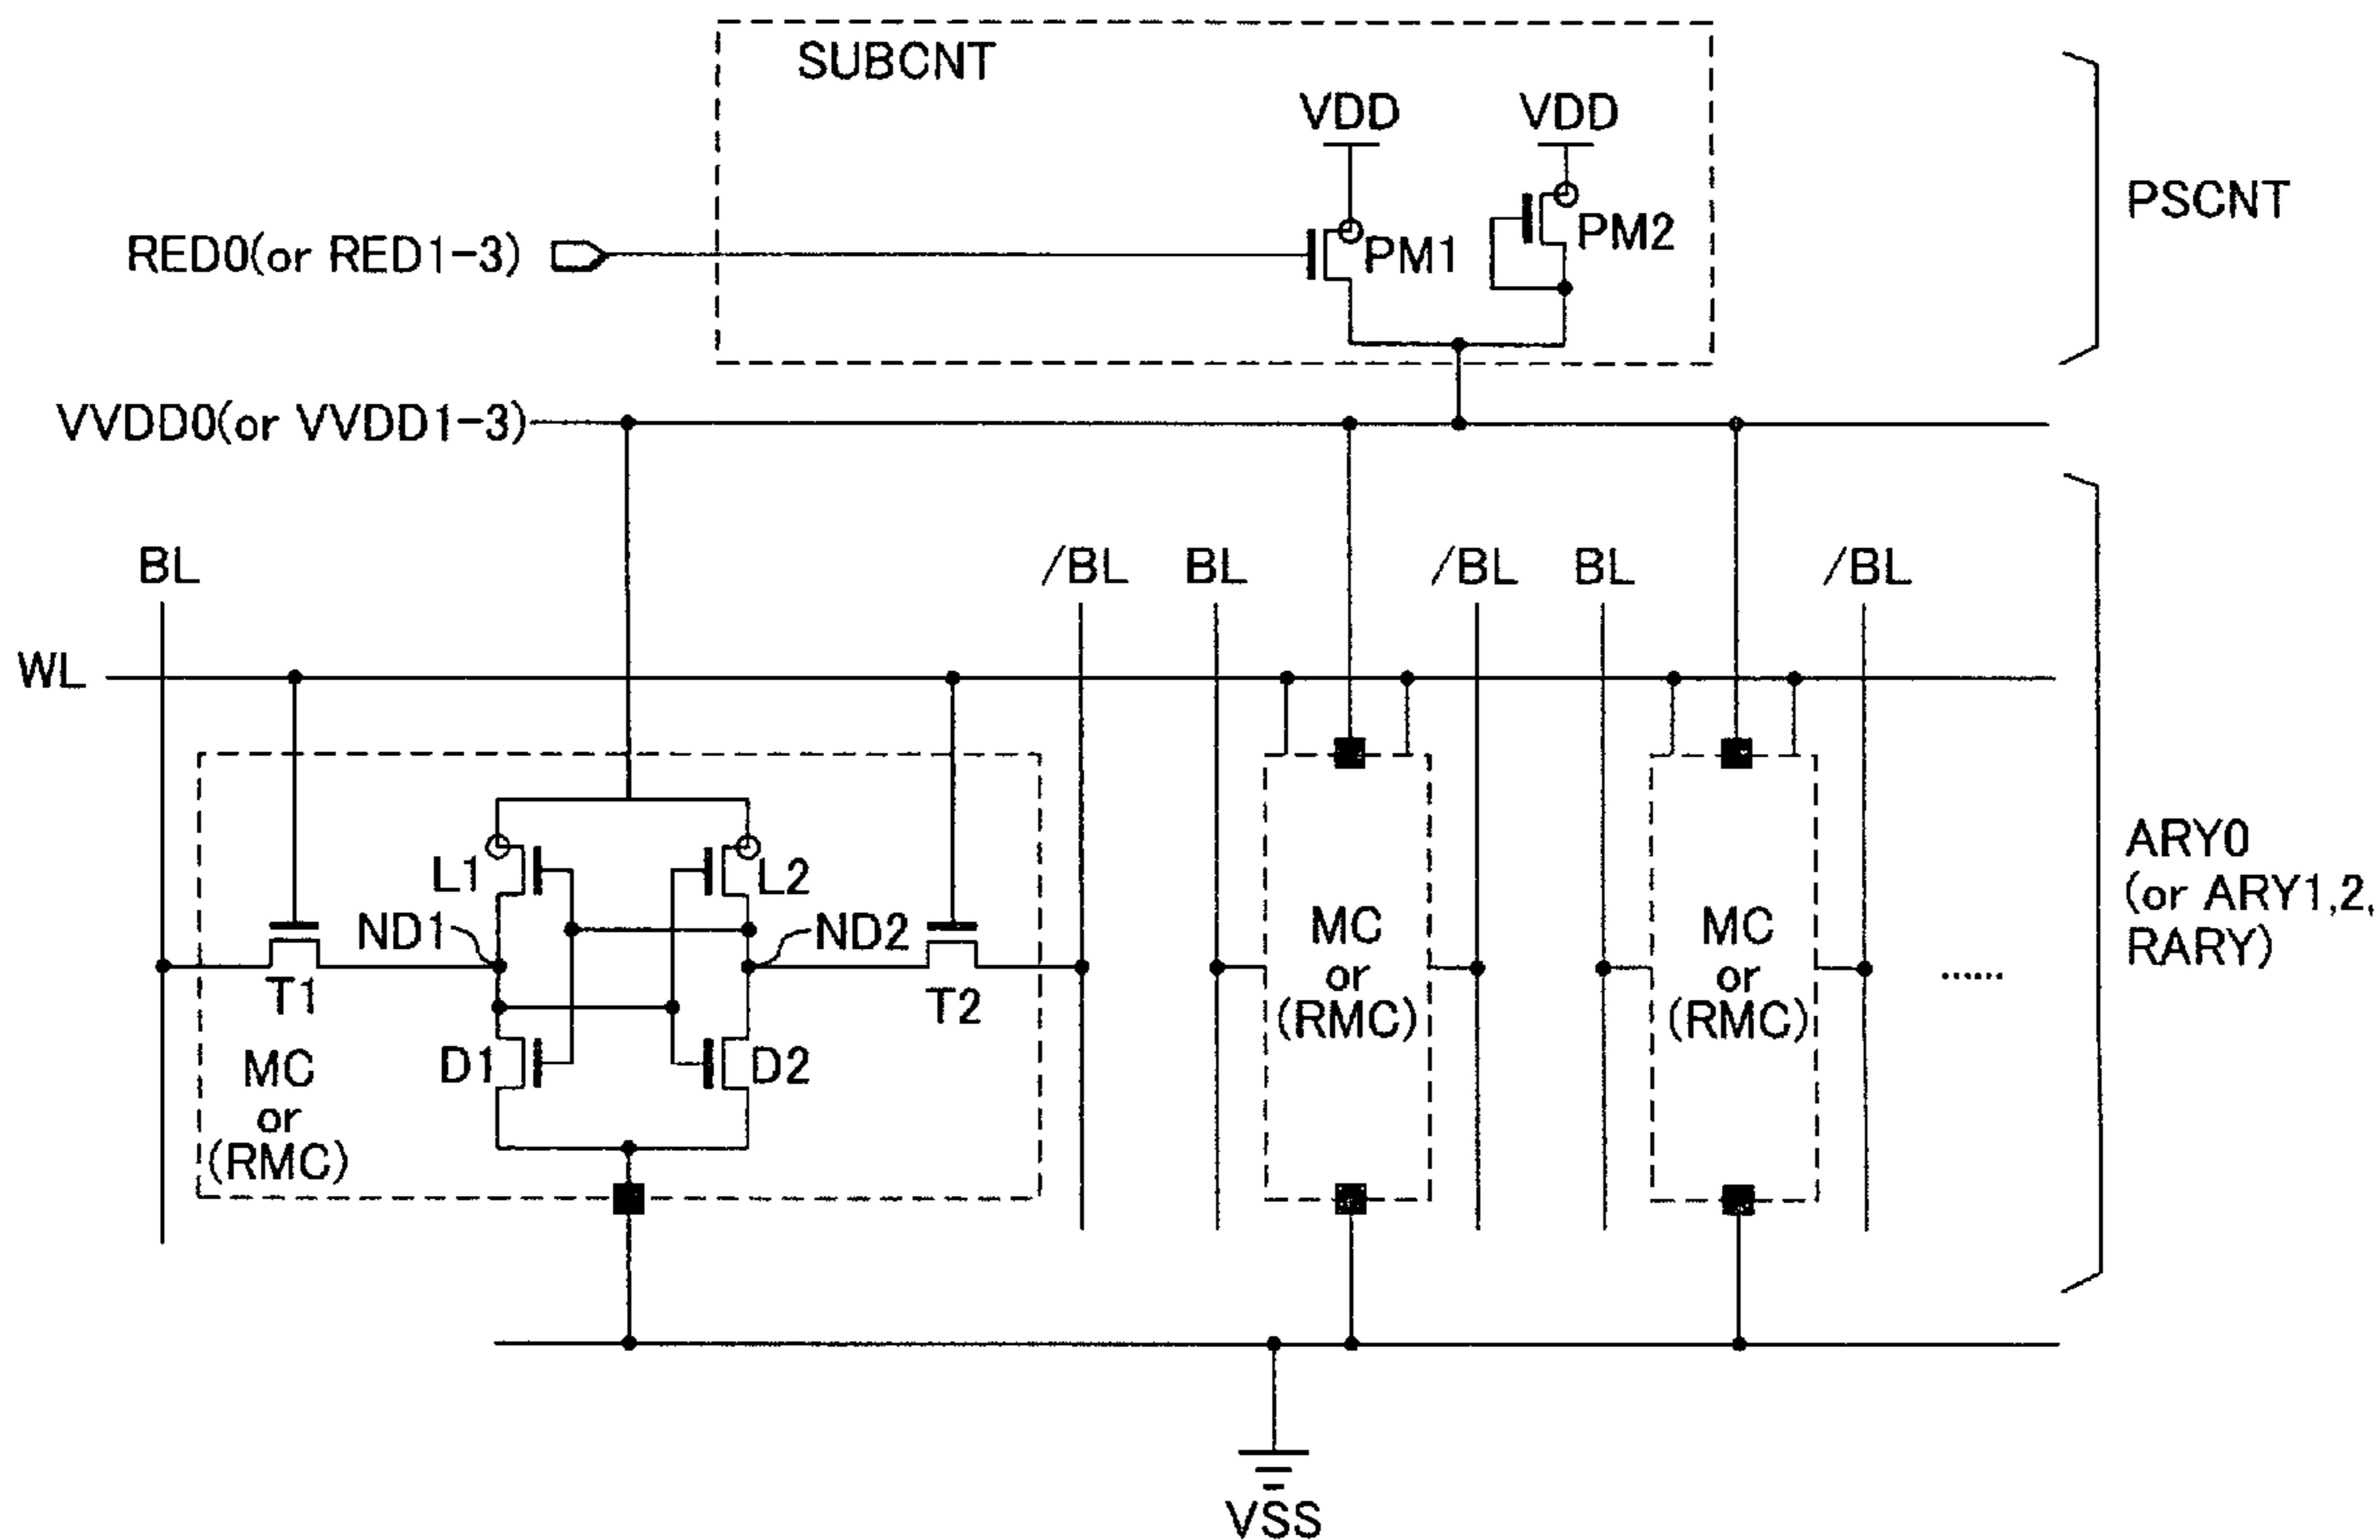 SUBCNT
VDD VDD
PSCNT
RED0(or RED1-3)
PM1
PM2
VVDD0(or VVDD1-3)
BL /BL BL /BL BL /BL
WL
L1 L2
ND1 ND2
T1 T2
D1 D2
MC
or
(RMC)
MC
or
(RMC)
MC
or
(RMC)
.....
ARY0
(or ARY1,2,
RARY)
VSS